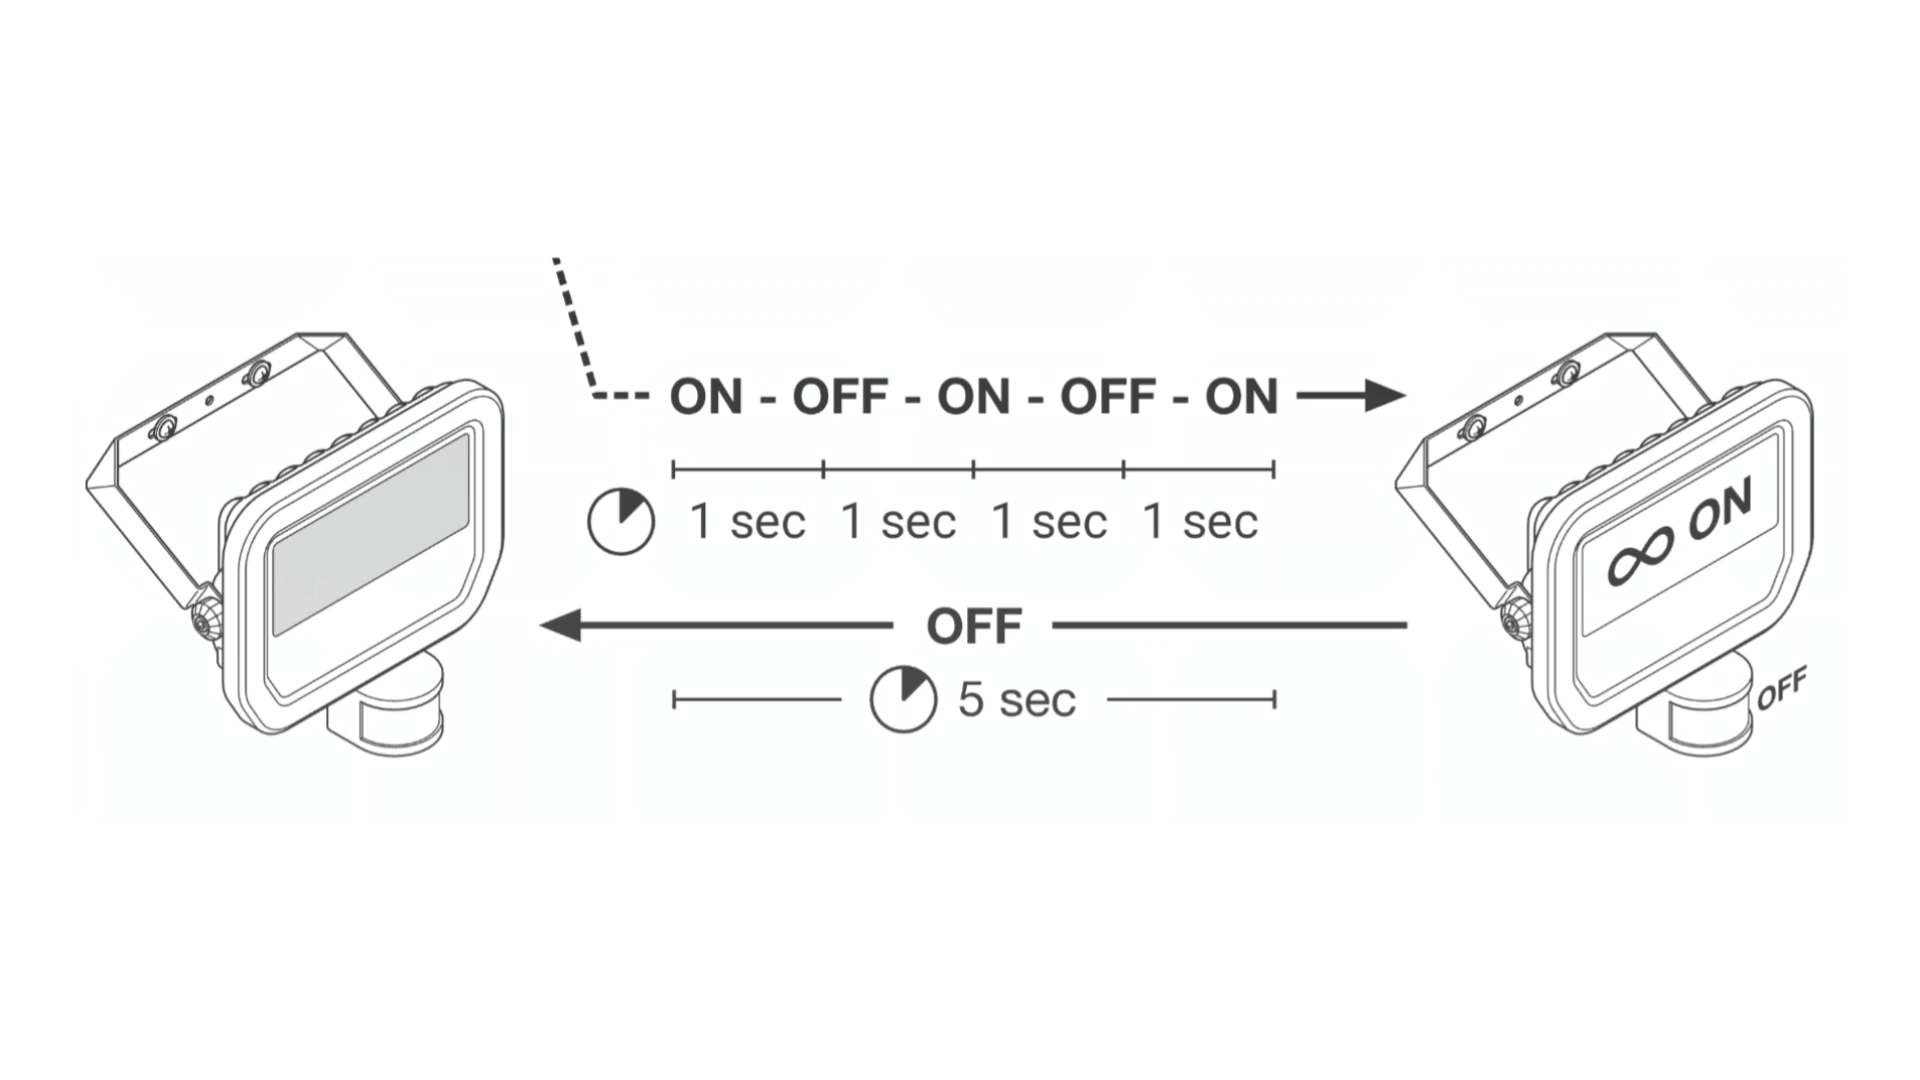 ON - OFF - ON - OFF - ON
1 sec 1 sec 1 sec 1 sec
∞ ON
OFF
5 sec
OFF